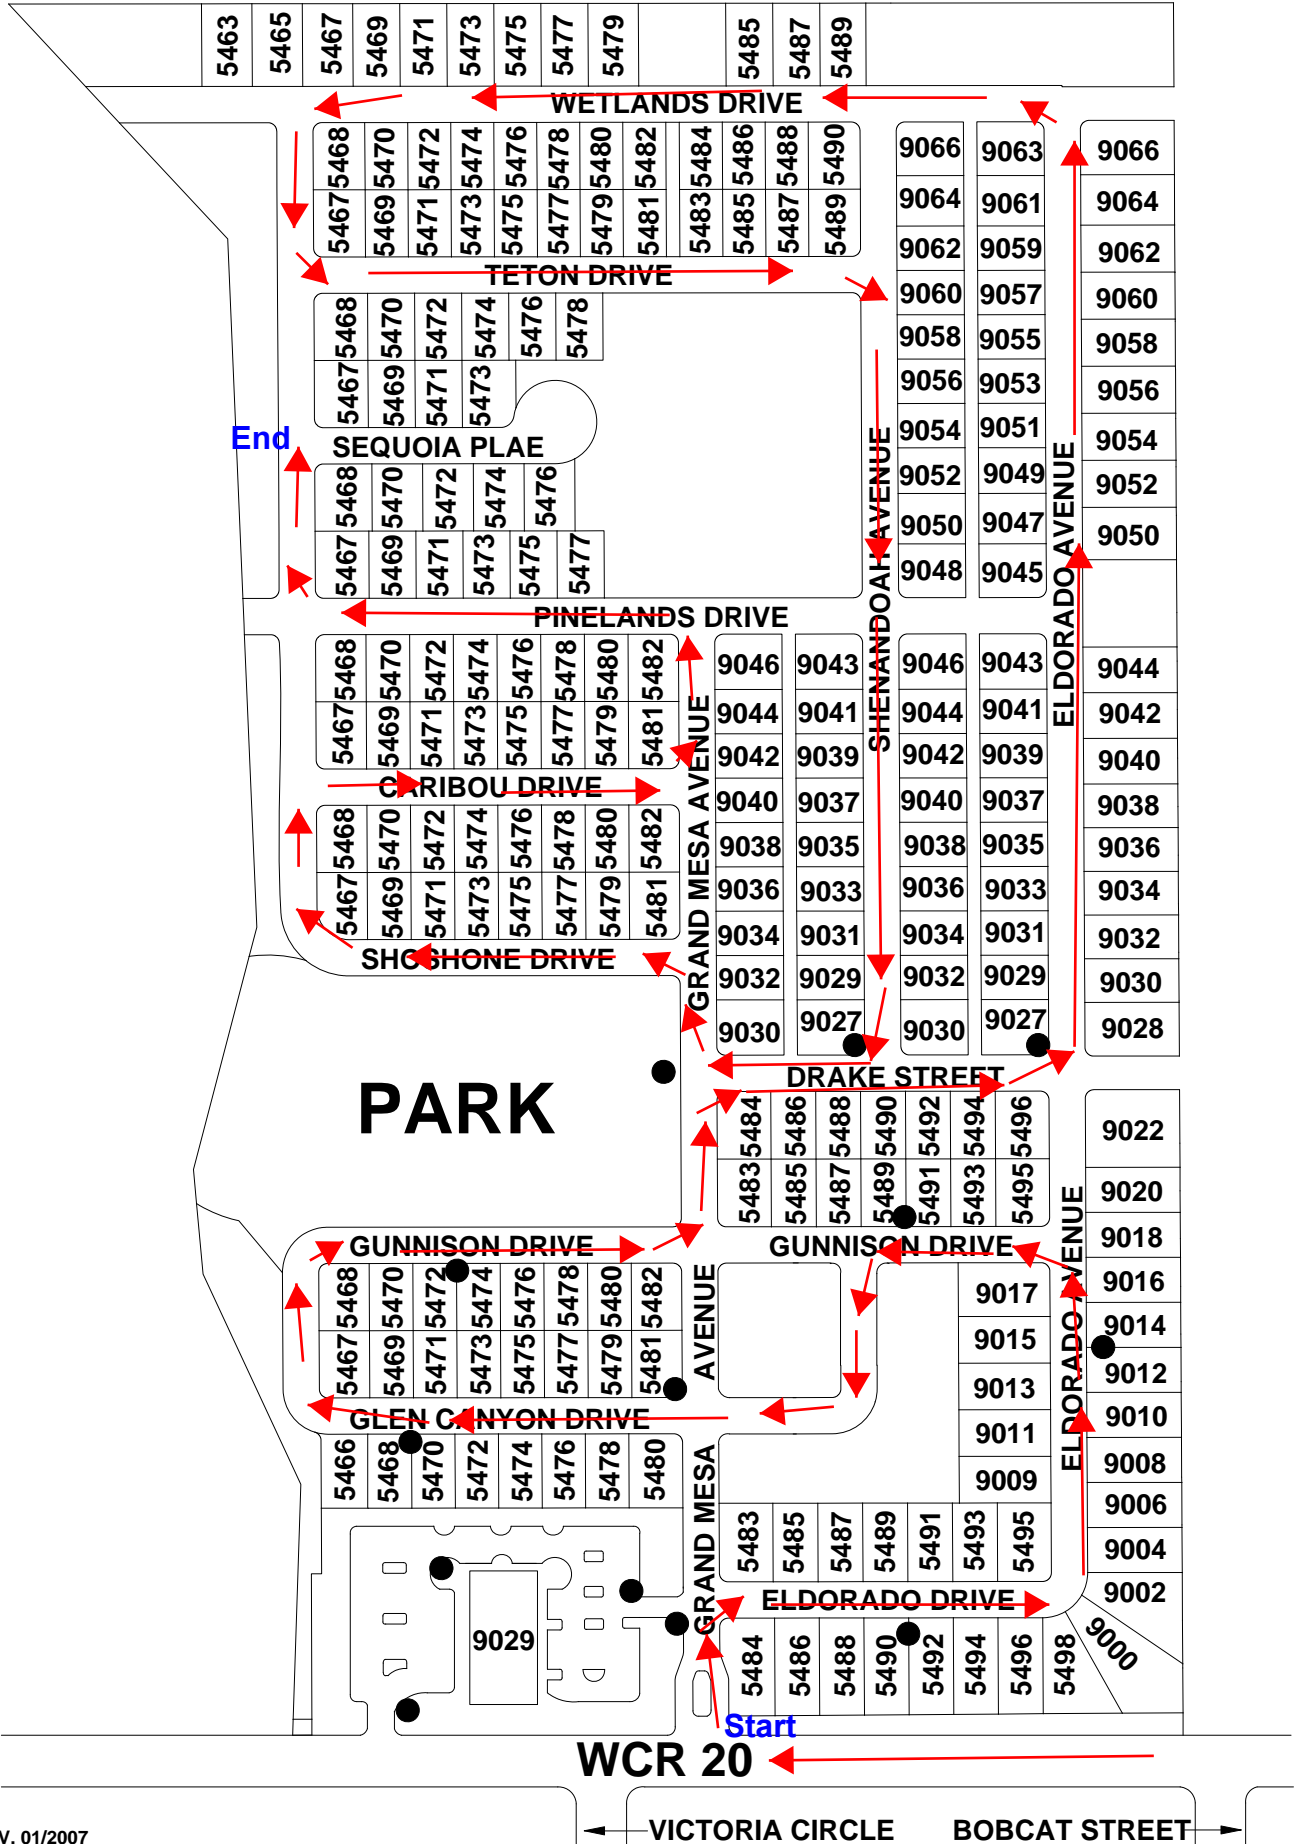 5463 5465 5467 5469 5471 5473 5475 5477 5479 5485 5487 5489
WETLANDS DRIVE
5468 5470 5472 5474 5476 5478 5480 5482 5484 5486 5488 5490
5467 5469 5471 5473 5475 5477 5479 5481 5483 5485 5487 5489
TETON DRIVE
5468 5470 5472 5474 5476 5478
5467 5469 5471 5473
End
SEQUOIA PLAE
5468 5470 5472 5474 5476
5467 5469 5471 5473 5475 5477
PINELANDS DRIVE
9066 9063 9066
9064 9061 9064
9062 9059 9062
9060 9057 9060
9058 9055 9058
9056 9053 9056
9054 9051 9054
9052 9049 9052
9050 9047 9050
9048 9045
SHENANDOAH AVENUE
ELDORADO AVENUE
5468 5470 5472 5474 5476 5478 5480 5482
5467 5469 5471 5473 5475 5477 5479 5481
CARIBOU DRIVE
5468 5470 5472 5474 5476 5478 5480 5482
5467 5469 5471 5473 5475 5477 5479 5481
SHOSHONE DRIVE
GRAND MESA AVENUE
9046 9043 9046 9043 9044
9044 9041 9044 9041 9042
9042 9039 9042 9039 9040
9040 9037 9040 9037 9038
9038 9035 9038 9035 9036
9036 9033 9036 9033 9034
9034 9031 9034 9031 9032
9032 9029 9032 9029 9030
9030 9027 9030 9027 9028
DRAKE STREET
PARK
5484 5486 5488 5490 5492 5494 5496
5483 5485 5487 5489 5491 5493 5495
9022
9020
9018
9016
9014
9012
9010
9008
9006
9004
9002
9000
GUNNISON DRIVE
GUNNISON DRIVE
ELDORADO AVENUE
5468 5470 5472 5474 5476 5478 5480 5482
5467 5469 5471 5473 5475 5477 5479 5481
AVENUE
9017
9015
9013
9011
9009
GLEN CANYON DRIVE
5466 5468 5470 5472 5474 5476 5478 5480
GRAND MESA
5483 5485 5487 5489 5491 5493 5495
ELDORADO DRIVE
5484 5486 5488 5490 5492 5494 5496 5498
9029
Start
WCR 20
VICTORIA CIRCLE
BOBCAT STREET
V. 01/2007